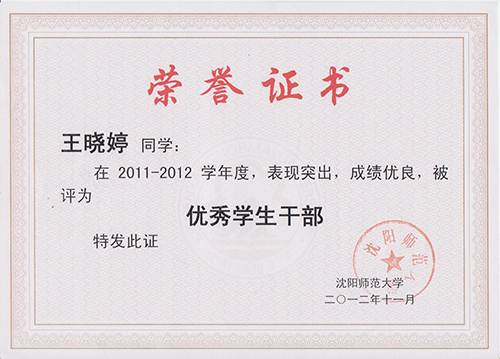 荣誉证书
王晓婷 同学：
在 2011-2012 学年度，表现突出，成绩优良，被
评为
优秀学生干部
特发此证
沈阳师范大学
沈阳师范大学
二〇一二年十一月